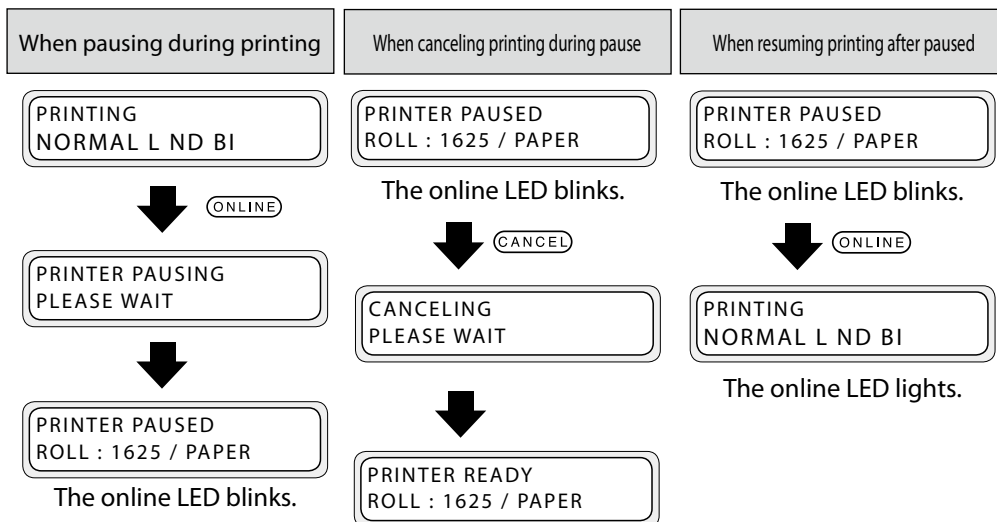 When pausing during printing
PRINTING
NORMAL L ND BI
ONLINE
PRINTER PAUSING
PLEASE WAIT
PRINTER PAUSED
ROLL : 1625 / PAPER
The online LED blinks.
When canceling printing during pause
PRINTER PAUSED
ROLL : 1625 / PAPER
The online LED blinks.
CANCEL
CANCELING
PLEASE WAIT
PRINTER READY
ROLL : 1625 / PAPER
When resuming printing after paused
PRINTER PAUSED
ROLL : 1625 / PAPER
The online LED blinks.
ONLINE
PRINTING
NORMAL L ND BI
The online LED lights.